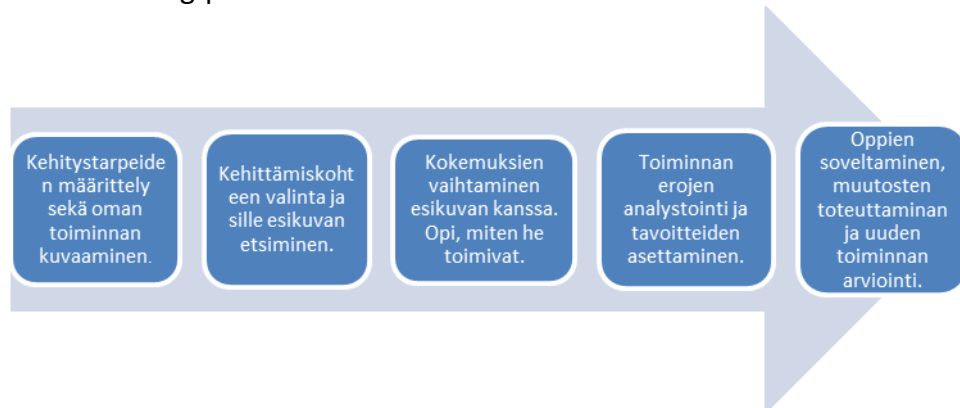 Kehitystarpeide
n määrittely
sekä oman
toiminnan
kuvaaminen.
Kehittämiskoht
een valinta ja
sille esikuvan
etsiminen.
Kokemuksien
vaihtaminen
esikuvan kanssa.
Opi, miten he
toimivat.
Toiminnan
erojen
analystointi ja
tavoitteiden
asettaminen.
Oppien
soveltaminen,
muutosten
toteuttaminan
ja uuden
toiminnan
arviointi.